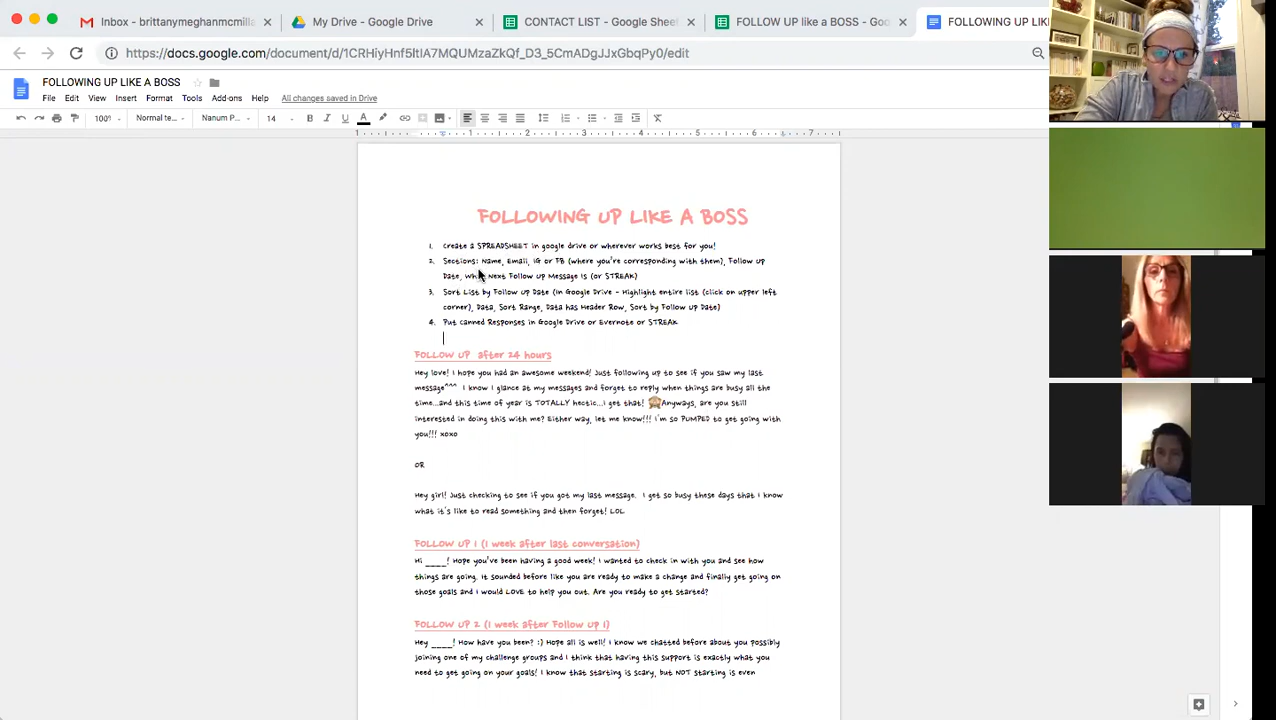 Inbox - brittanymeghanmcmilla
My Drive - Google Drive
CONTACT LIST - Google Shee
FOLLOW UP like a BOSS - Goo
FOLLOWING UP LIKE
https://docs.google.com/document/d/1OHgy-Hnf5ltIA7MQUMzaZkQf_D3_5CmADgJJxGbqPy0/edit
FOLLOWING UP LIKE A BOSS
File Edit View Insert Format Tools Add-ons Help All changes saved in Drive
100% Normal te... Nanum P... 14
1 1 2 3 4 5 6 7
FOLLOWING UP LIKE A BOSS
1. Create a SPREADSHEET in google drive or wherever works best for you!
2. Sections: Name, Email, IG or FB (where you're corresponding with them), Follow Up
Date, What Next Follow Up Message Is (or STREAK)
3. Sort List by Follow Up Date (in Google Drive - Highlight entire list (click on upper left
corner), Data, Sort Range, Data has Header Row, Sort by Follow Up Date)
4. Put Canned Responses in Google Drive or Evernote or STREAK
FOLLOW UP after 24 hours
Hey love! I hope you had an awesome weekend! Just following up to see if you saw my last
message^^^ I know I glance at my messages and forget to reply when things are busy all the
time...and this time of year is TOTALLY hectic...i get that! 🙈Anyways, are you still
interested in doing this with me? Either way, let me know!!! I'm so PUMPED to get going with
you!!! xoxo
OR
Hey girl! Just checking to see if you got my last message. I get so busy these days that I know
what it's like to read something and then forget! LOL
FOLLOW UP 1 (1 week after last conversation)
Hi ____! Hope you've been having a good week! I wanted to check in with you and see how
things are going. It sounded before like you are ready to make a change and finally get going on
those goals and I would LOVE to help you out. Are you ready to get started?
FOLLOW UP 2 (1 week after Follow Up 1)
Hey ____! How have you been? :) Hope all is well! I know we chatted before about you possibly
joining one of my challenge groups and I think that having this support is exactly what you
need to get going on your goals! I know that starting is scary, but NOT starting is even